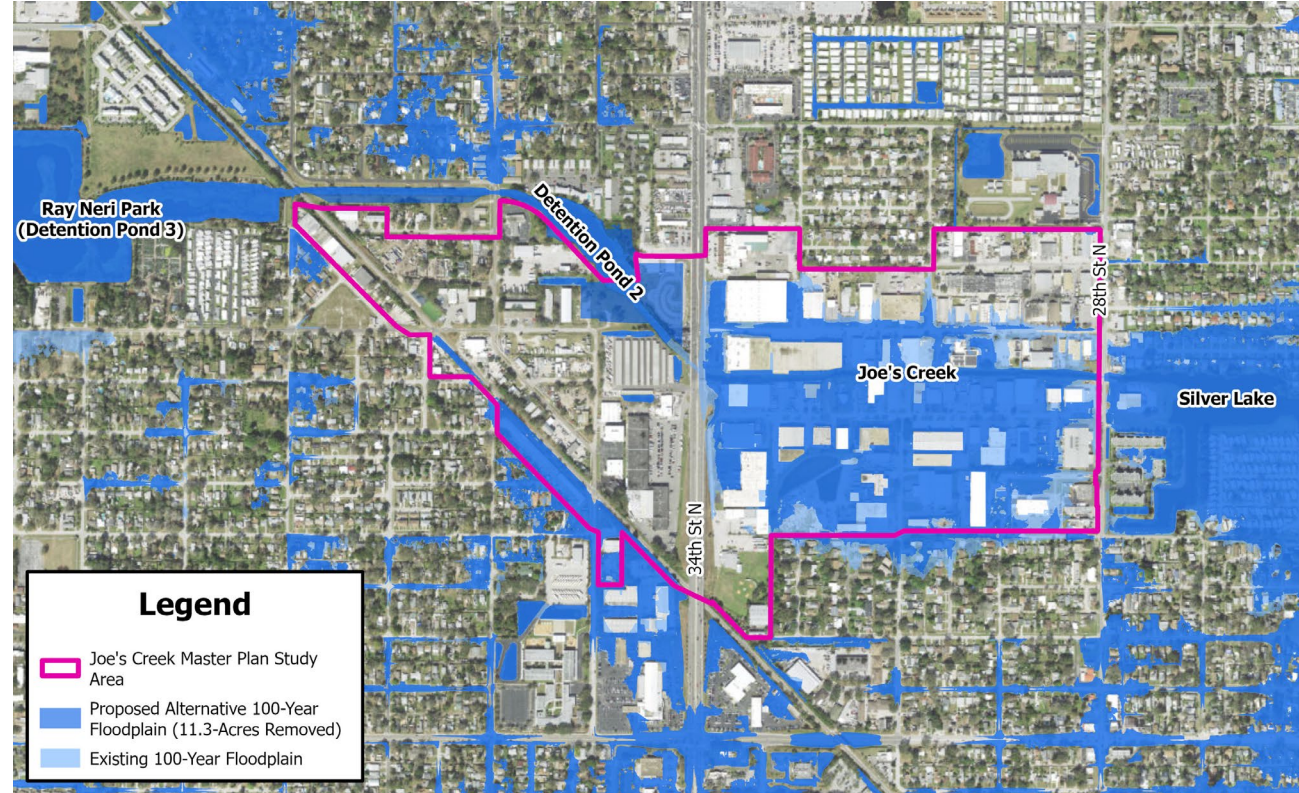 Ray Neri Park
(Detention Pond 3)
Detention Pond 2
34th St N
28th St N
Joe's Creek
Silver Lake
Legend
Joe's Creek Master Plan Study
Area
Proposed Alternative 100-Year
Floodplain (11.3-Acres Removed)
Existing 100-Year Floodplain